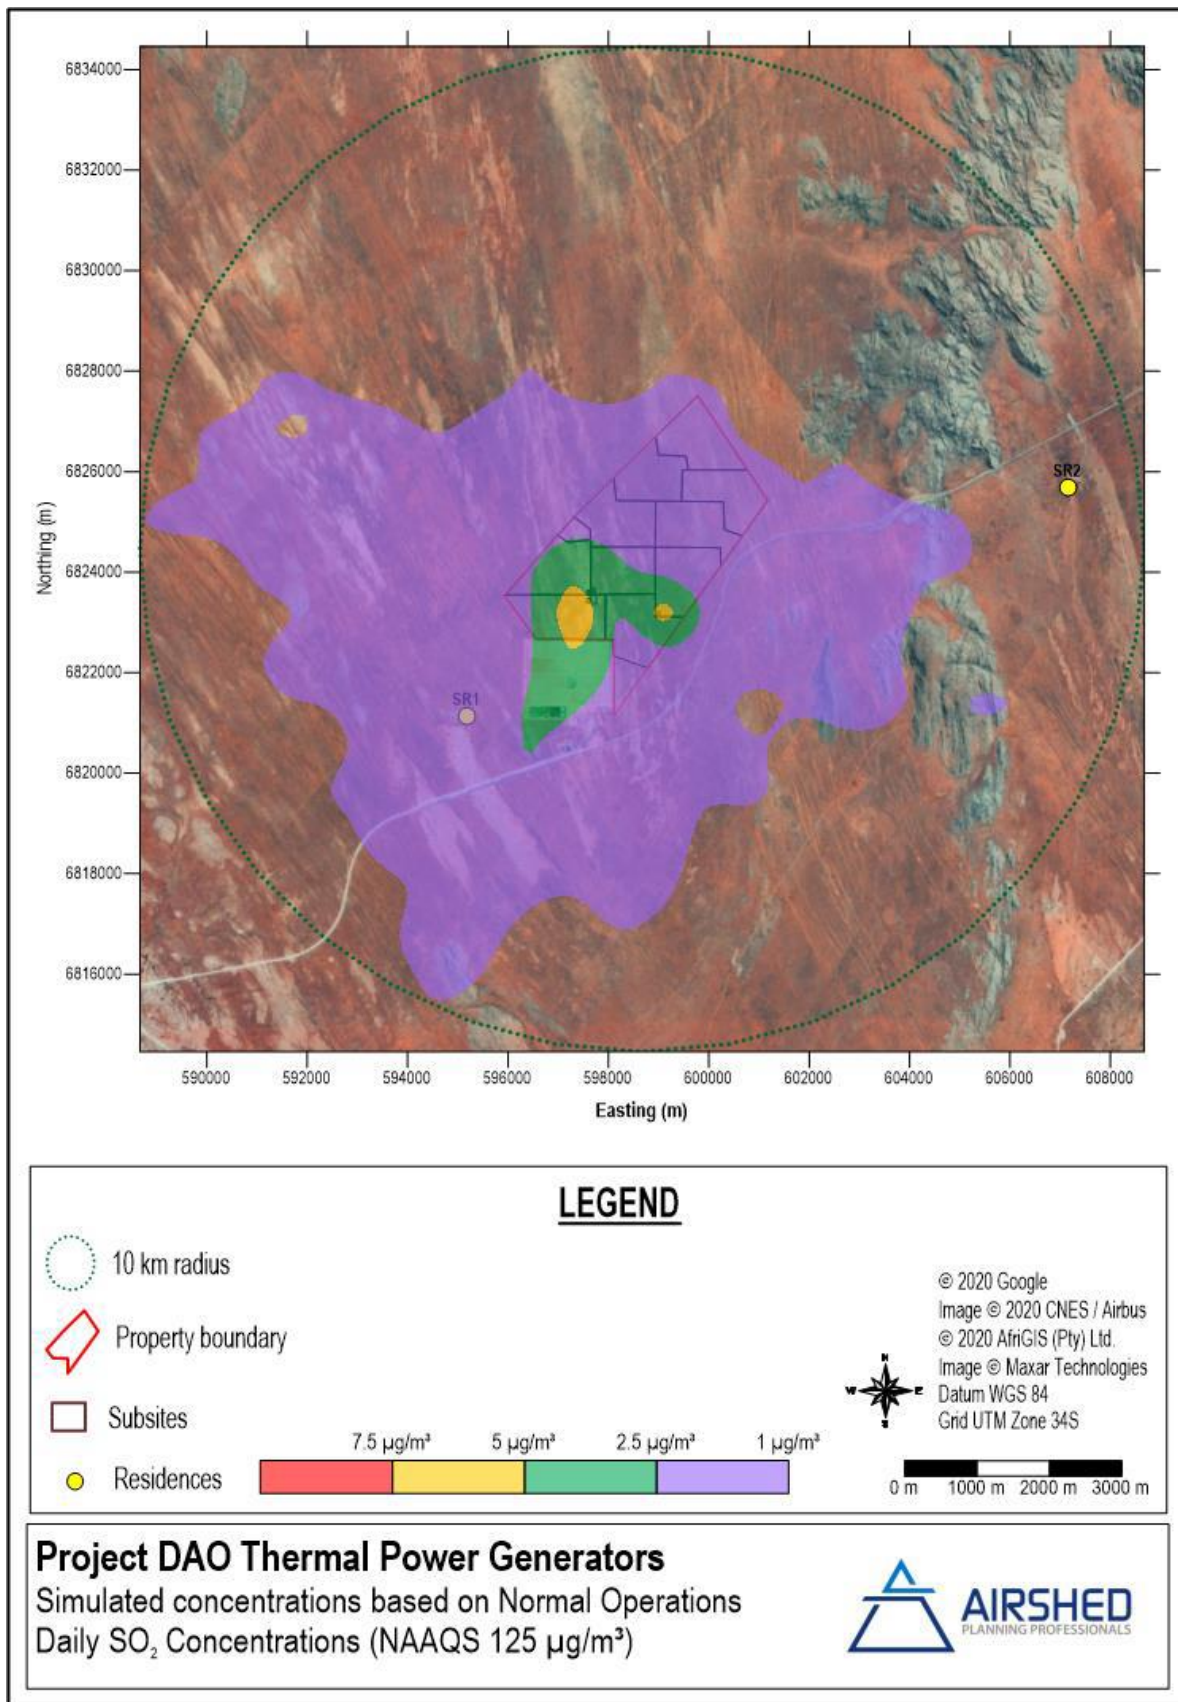 6834000
6832000
6830000
6828000
6826000
6824000
6822000
6820000
6818000
6816000
Northing (m)
SR2
SR1
590000 592000 594000 596000 598000 600000 602000 604000 606000 608000
Easting (m)
LEGEND
10 km radius
Property boundary
Subsites
Residences
7.5 µg/m³ 5 µg/m³ 2.5 µg/m³ 1 µg/m³
N
W E
S
© 2020 Google
Image © 2020 CNES / Airbus
© 2020 AfriGIS (Pty) Ltd.
Image © Maxar Technologies
Datum WGS 84
Grid UTM Zone 34S
0 m 1000 m 2000 m 3000 m
Project DAO Thermal Power Generators
Simulated concentrations based on Normal Operations
Daily SO₂ Concentrations (NAAQS 125 µg/m³)
AIRSHED
PLANNING PROFESSIONALS